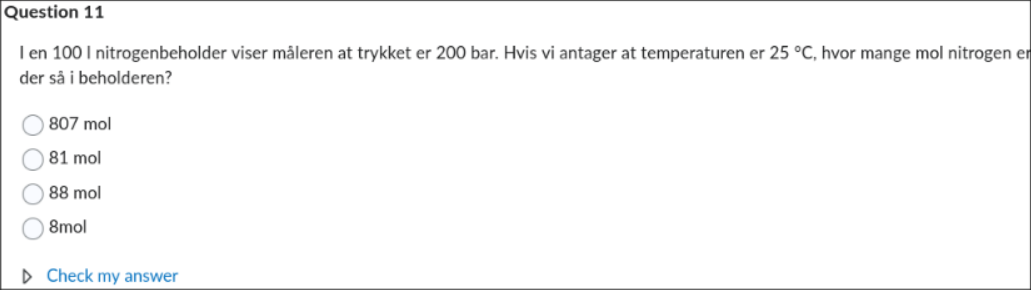 Question 11
I en 100 l nitrogenbeholder viser måleren at trykket er 200 bar. Hvis vi antager at temperaturen er 25 °C, hvor mange mol nitrogen er
der så i beholderen?
807 mol
81 mol
88 mol
8mol
Check my answer